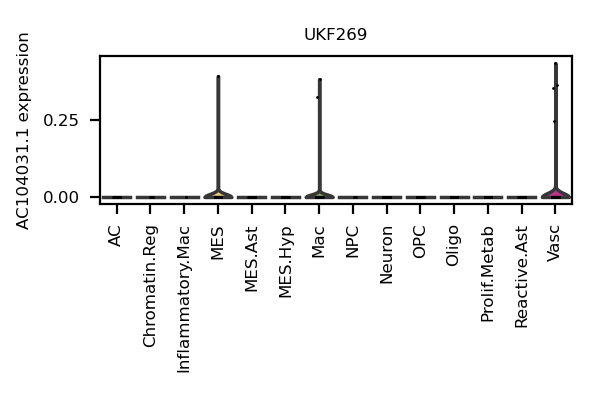 UKF269
AC104031.1 expression
0.25
0.00
AC
Chromatin.Reg
Inflammatory.Mac
MES
MES.Ast
MES.Hyp
Mac
NPC
Neuron
OPC
Oligo
Prolif.Metab
Reactive.Ast
Vasc